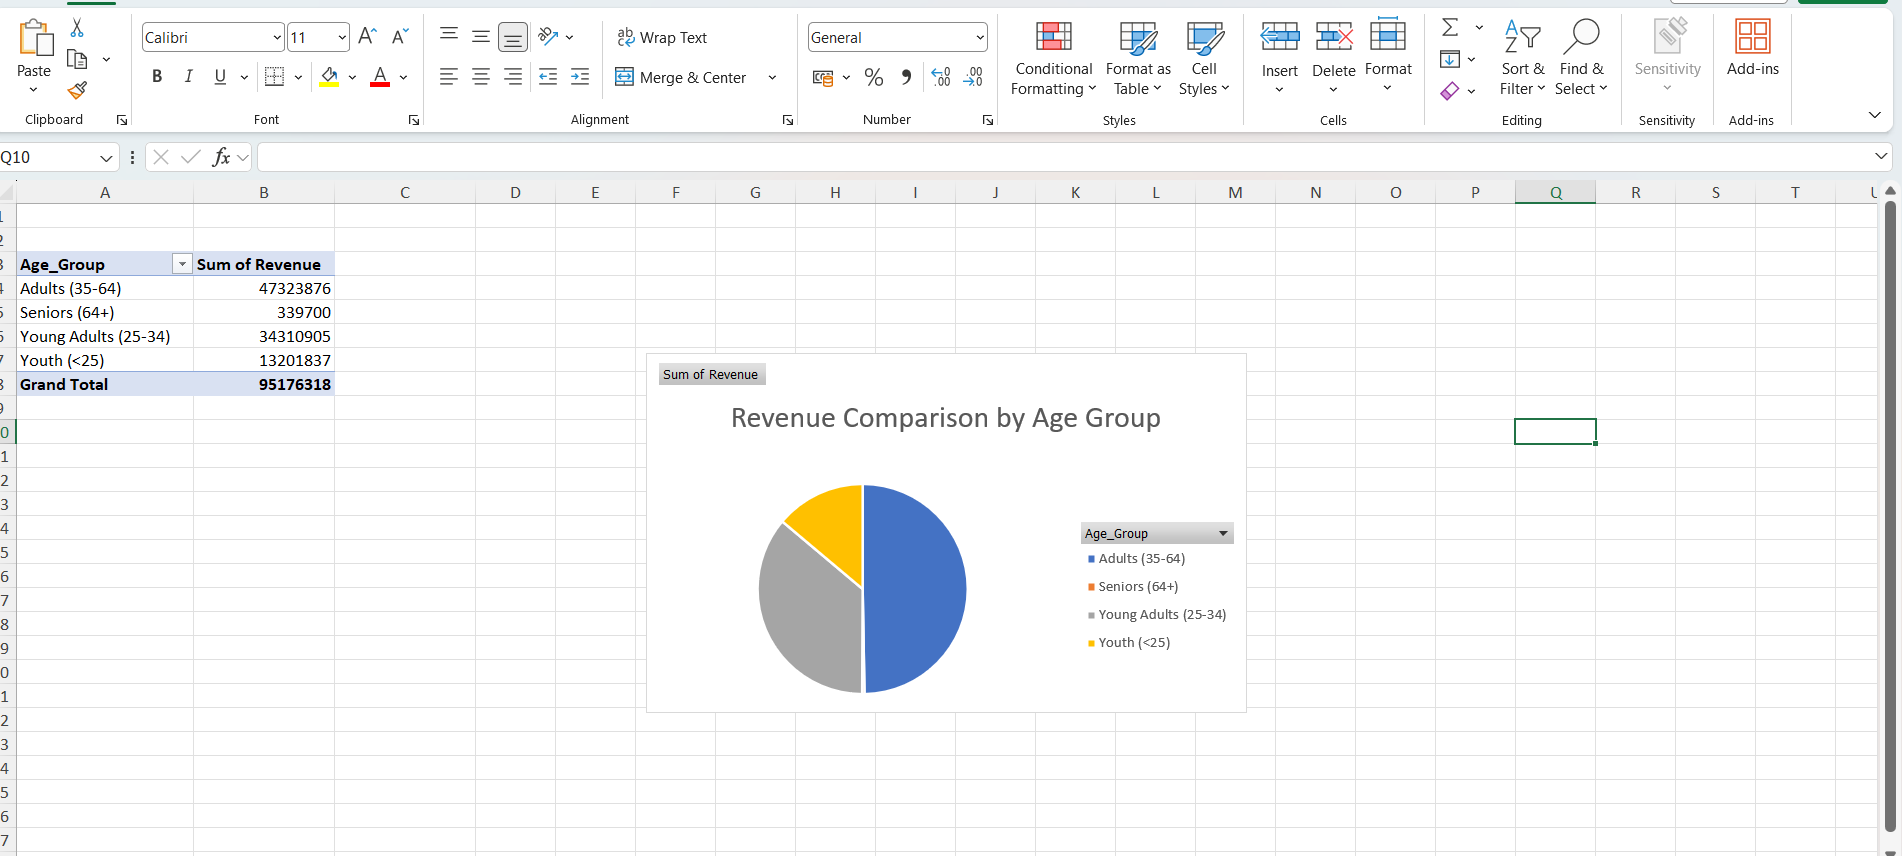 Calibri 11 ab Wrap Text General
Paste B I U A Merge & Center % Conditional Formatting Format as Table Cell Styles Insert Delete Format Sort & Filter Find & Select Sensitivity Add-ins
Clipboard Font Alignment Number Styles Cells Editing Sensitivity Add-ins
Q10 fx
A B C D E F G H I J K L M N O P Q R S T
Age_Group Sum of Revenue
Adults (35-64) 47323876
Seniors (64+) 339700
Young Adults (25-34) 34310905
Youth (<25) 13201837
Grand Total 95176318
Sum of Revenue
Revenue Comparison by Age Group
Age_Group
Adults (35-64)
Seniors (64+)
Young Adults (25-34)
Youth (<25)